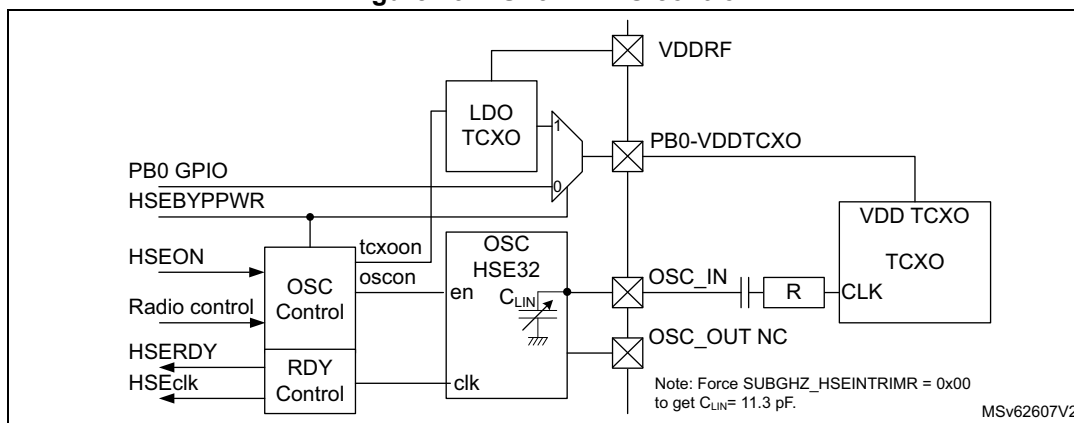 VDDRF
LDO
TCXO
1
PB0-VDDTCXO
PB0 GPIO
0
HSEBYPPWR
VDD TCXO
TCXO
HSEON
OSC
Control
tcxoon
oscon
OSC
HSE32
en
CLIN
OSC_IN
R
CLK
Radio control
OSC_OUT NC
HSERDY
HSEclk
RDY
Control
clk
Note: Force SUBGHZ_HSEINTRIMR = 0x00
to get CLIN= 11.3 pF.
MSv62607V2